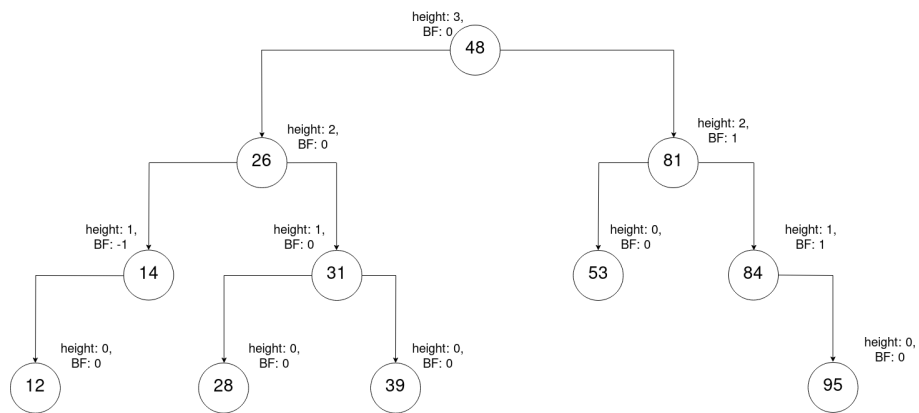 height: 3,
BF: 0
48
height: 2,
BF: 0
26
height: 2,
BF: 1
81
height: 1,
BF: -1
14
height: 1,
BF: 0
31
height: 0,
BF: 0
53
height: 1,
BF: 1
84
height: 0,
BF: 0
12
height: 0,
BF: 0
28
height: 0,
BF: 0
39
height: 0,
BF: 0
95